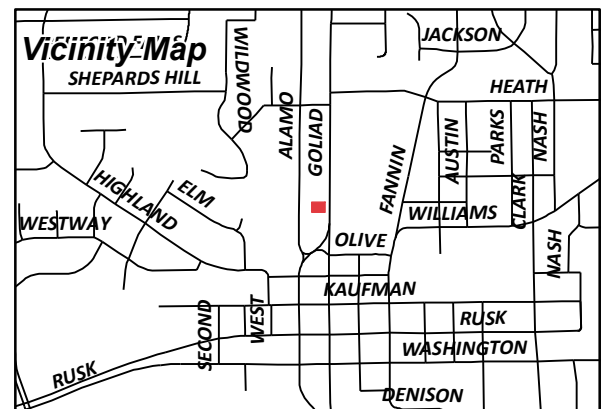 JACKSON
Vicinity Map
SHEPARDS HILL
WILDWOOD
HEATH
ALAMO
GOLIAD
FANNIN
AUSTIN
PARKS
NASH
CLARK
HIGHLAND
ELM
WESTWAY
WILLIAMS
OLIVE
NASH
KAUFMAN
SECOND
WEST
RUSK
WASHINGTON
RUSK
DENISON